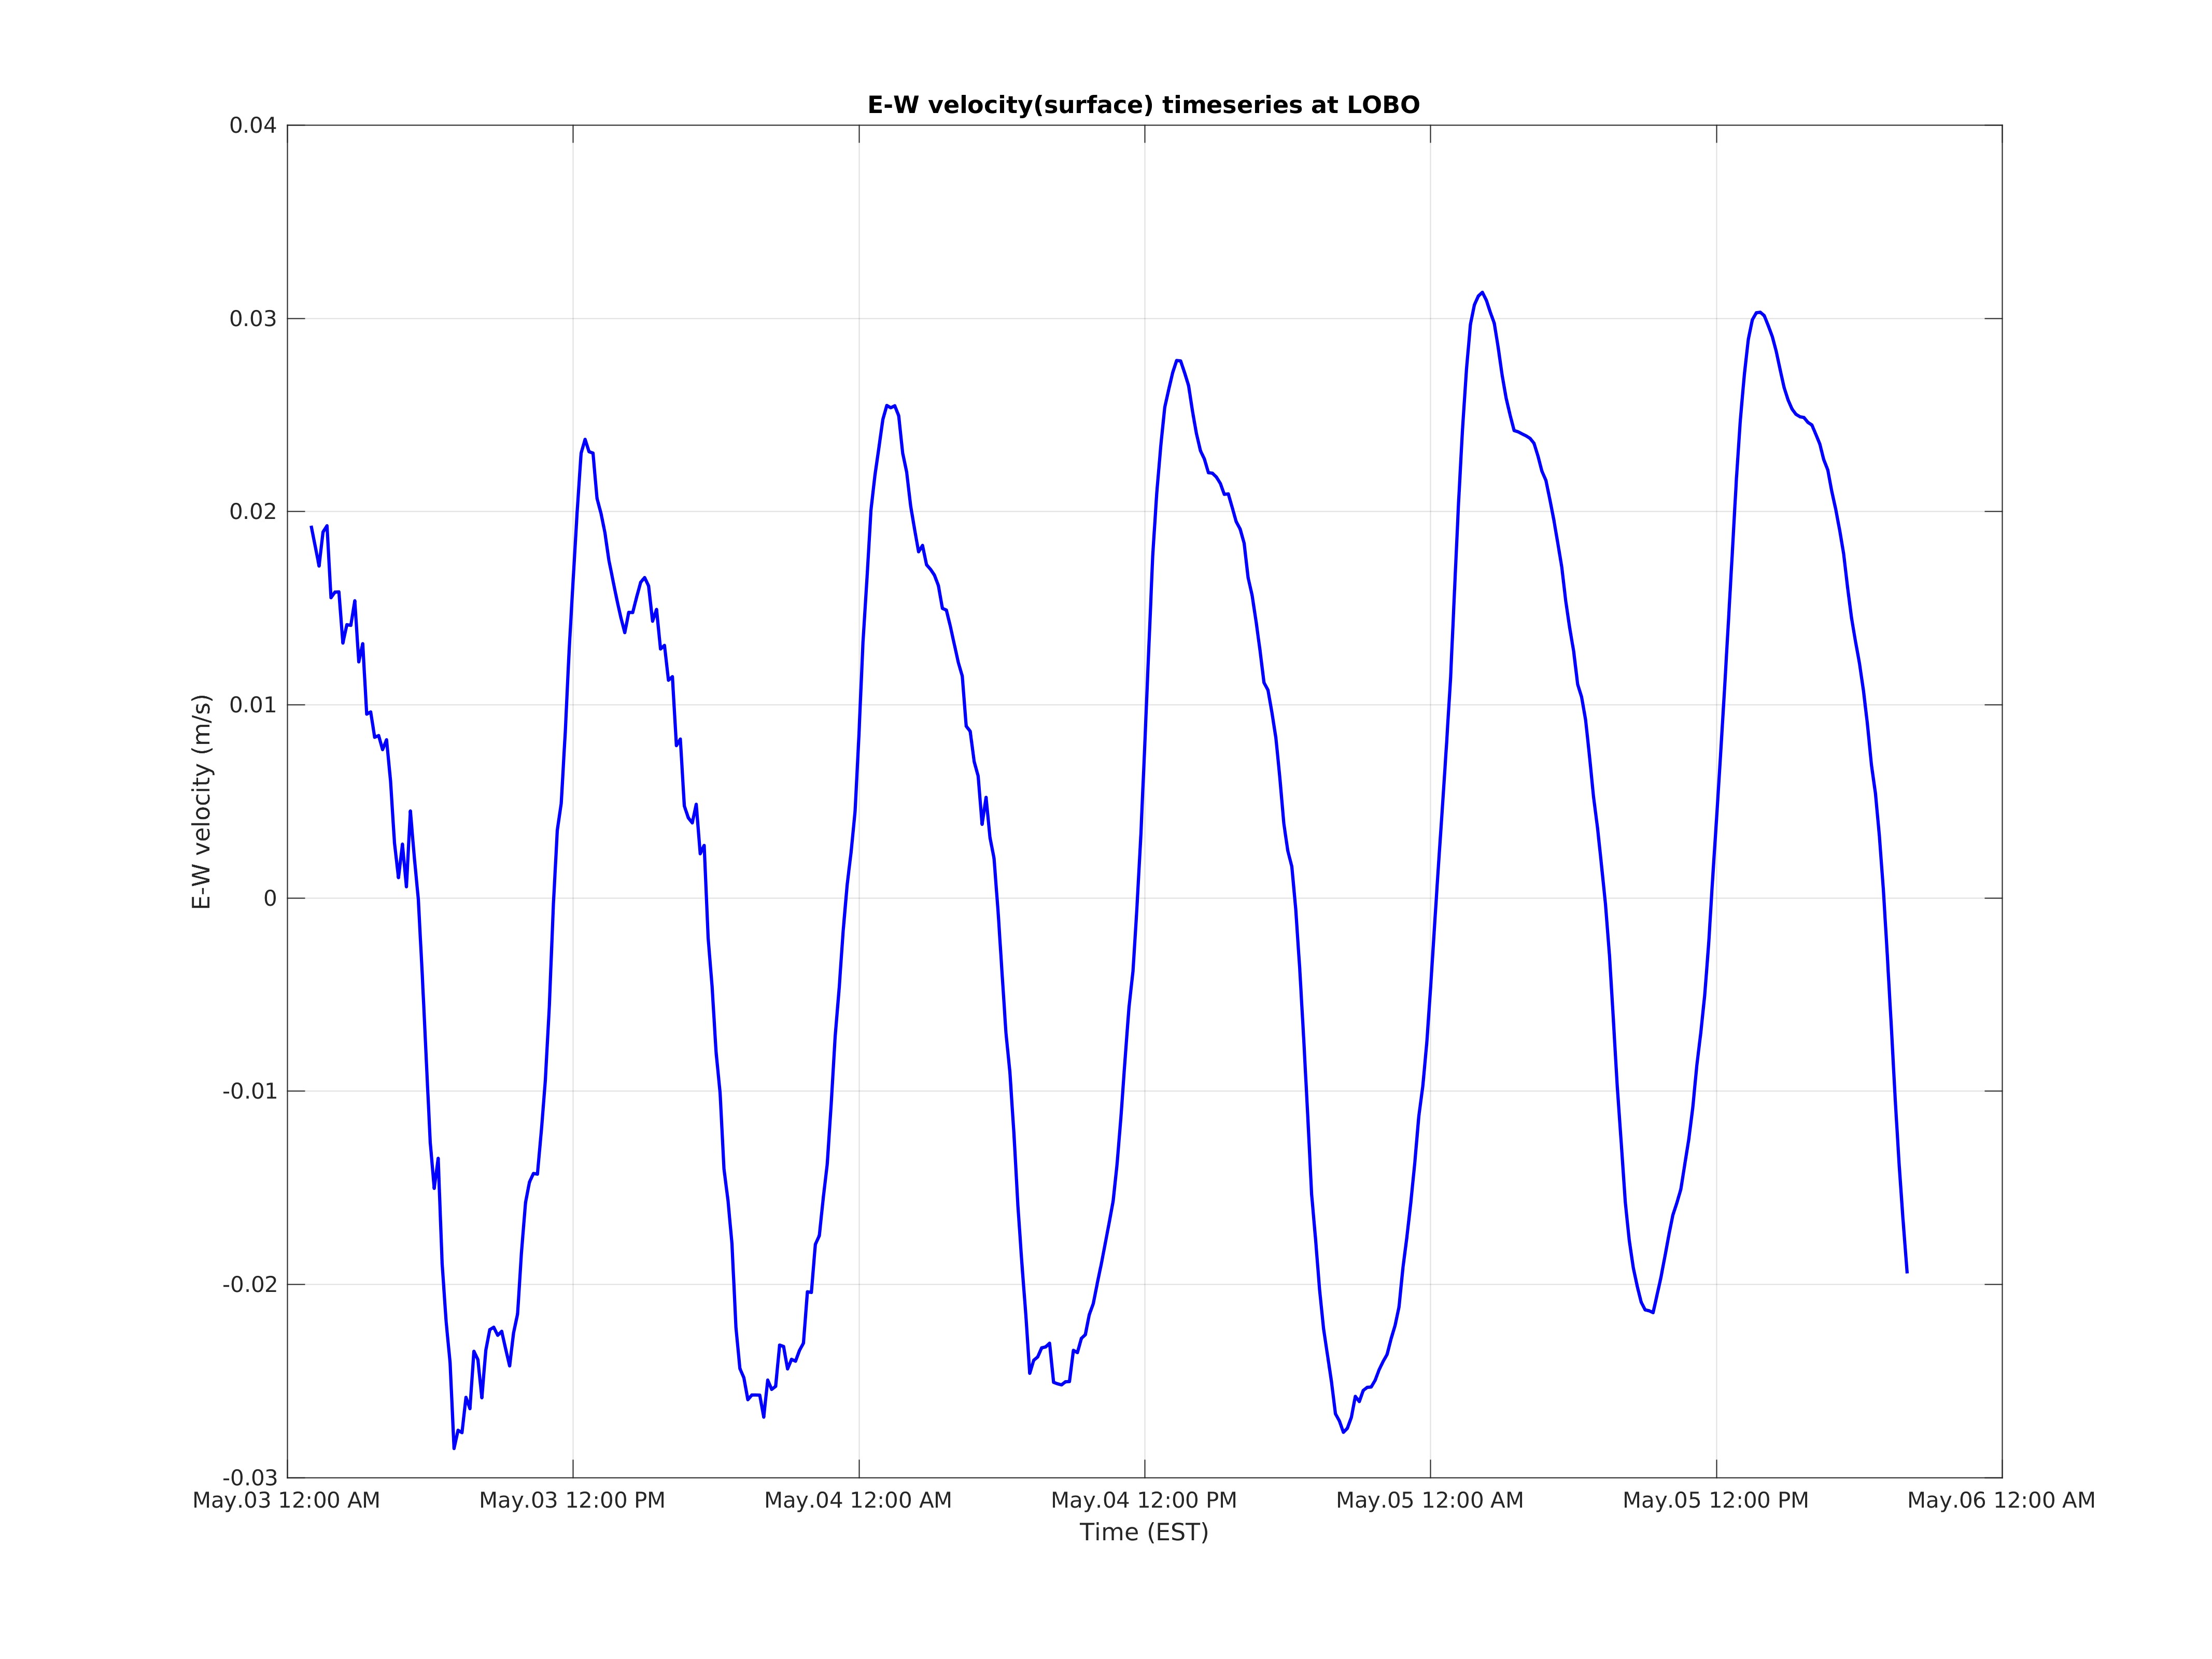 E-W velocity(surface) timeseries at LOBO
0.04
0.03
0.02
0.01
0
-0.01
-0.02
-0.03
E-W velocity (m/s)
May.03 12:00 AM
May.03 12:00 PM
May.04 12:00 AM
May.04 12:00 PM
May.05 12:00 AM
May.05 12:00 PM
May.06 12:00 AM
Time (EST)